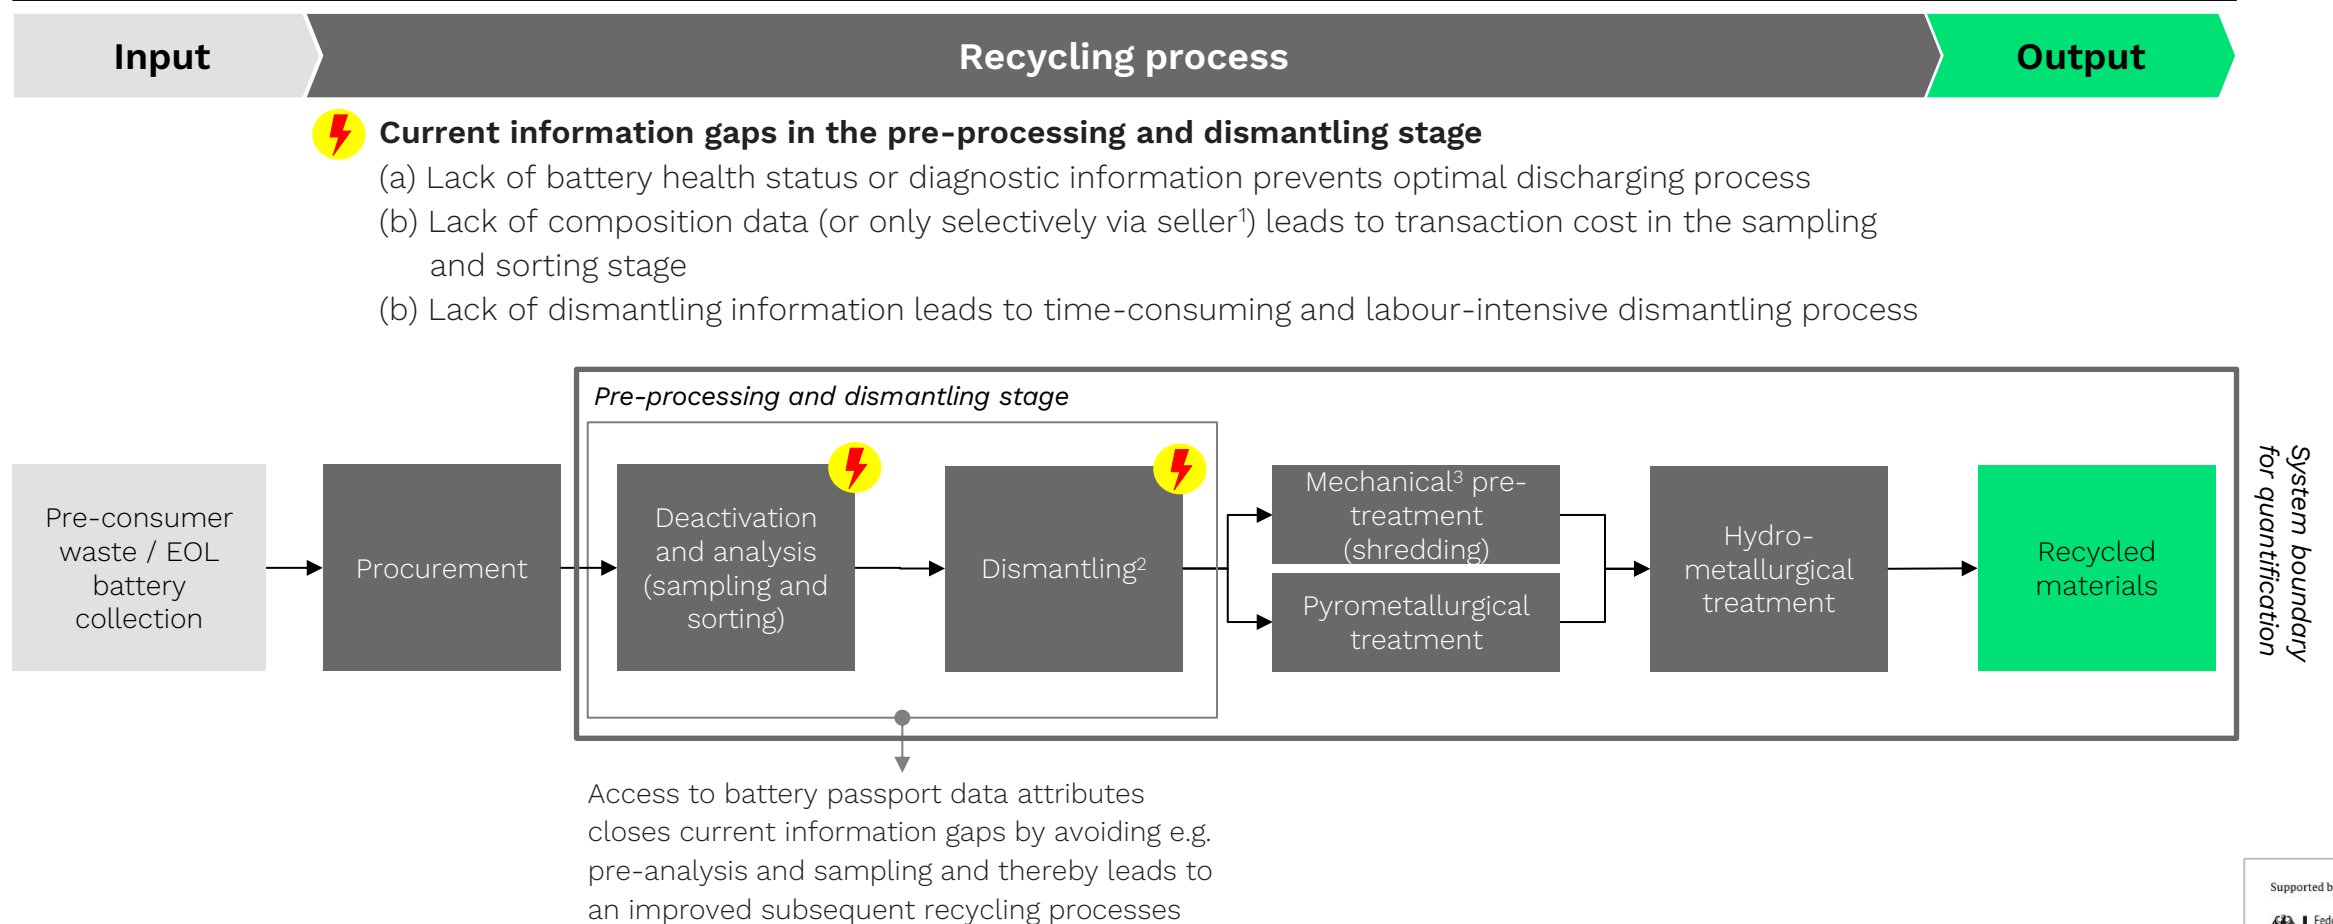 Input
Recycling process
Output
Current information gaps in the pre-processing and dismantling stage
(a) Lack of battery health status or diagnostic information prevents optimal discharging process
(b) Lack of composition data (or only selectively via seller¹) leads to transaction cost in the sampling
and sorting stage
(b) Lack of dismantling information leads to time-consuming and labour-intensive dismantling process
Pre-processing and dismantling stage
Pre-consumer
waste / EOL
battery
collection
Procurement
Deactivation
and analysis
(sampling and
sorting)
Dismantling²
Mechanical³ pre-
treatment
(shredding)
Pyrometallurgical
treatment
Hydro-
metallurgical
treatment
Recycled
materials
System boundary
for quantification
Access to battery passport data attributes
closes current information gaps by avoiding e.g.
pre-analysis and sampling and thereby leads to
an improved subsequent recycling processes
Supported